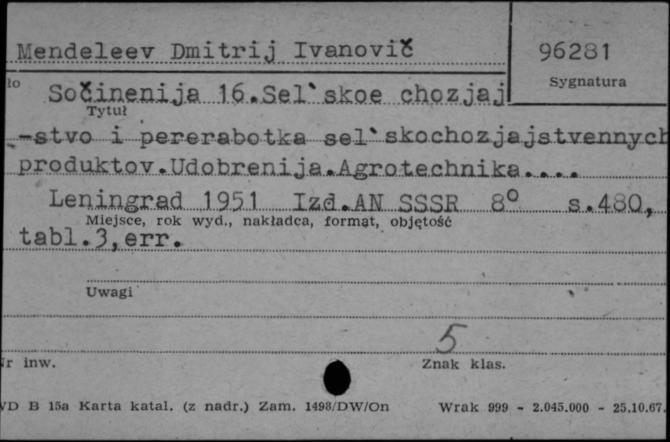 Mendeleev Dmitrij Ivanovič
96281
Sygnatura
ło
Sočinenija 16.Sel`skoe chozjaj
Tytuł
-stvo i pererabotka sel`skochozjajstvennych
produktov.Udobrenija.Agrotechnika....
Leningrad 1951 Izd.AN SSSR 8° s.480,
Miejsce, rok wyd., nakładca, format, objętość
tabl.3,err.
Uwagi
5
Nr inw.
Znak klas.
WD B 15a Karta katal. (z nadr.) Zam. 1498/DW/On Wrak 999 - 2.045.000 - 25.10.67.